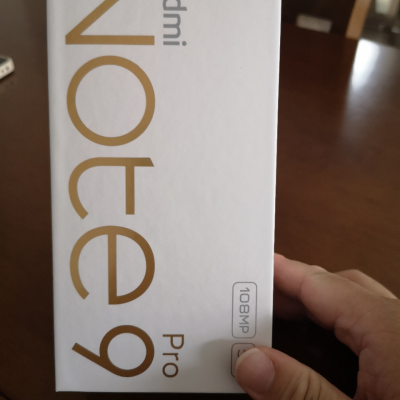 dmi
Note 9
Pro
108MP